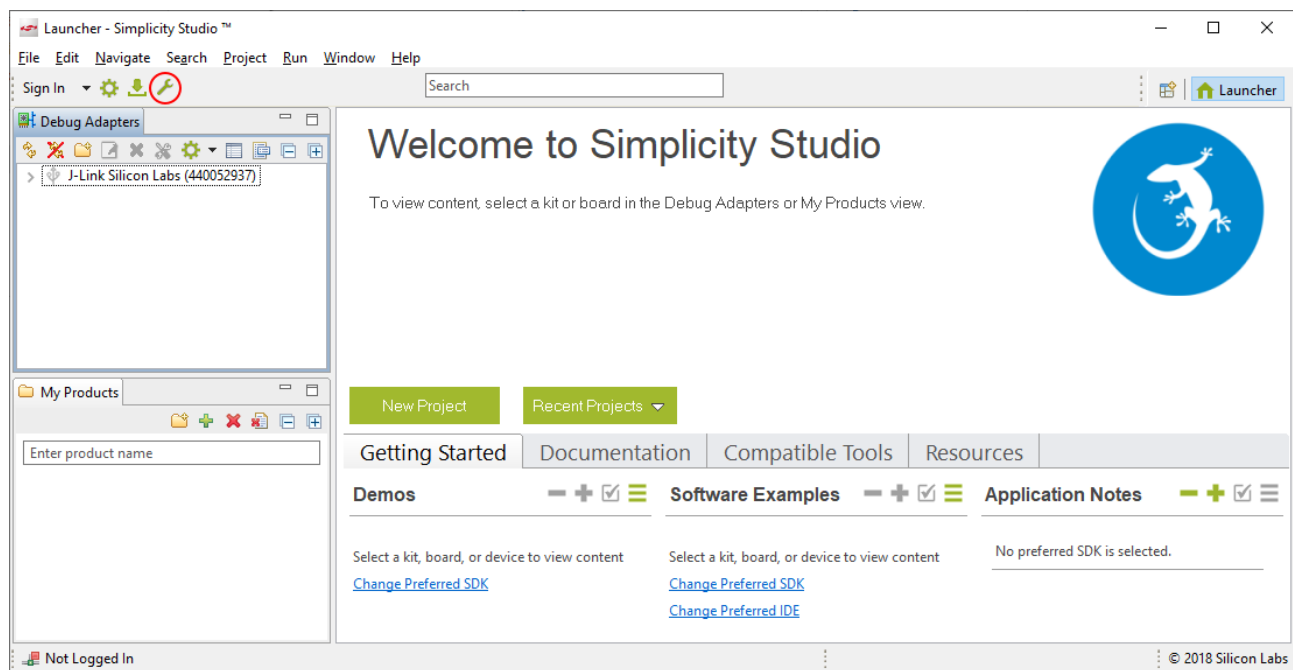 Launcher - Simplicity Studio ™
File Edit Navigate Search Project Run Window Help
Sign In
Search
Launcher
Debug Adapters
J-Link Silicon Labs (440052937)
Welcome to Simplicity Studio
To view content, select a kit or board in the Debug Adapters or My Products view.
My Products
Enter product name
New Project
Recent Projects
Getting Started
Documentation
Compatible Tools
Resources
Demos
Software Examples
Application Notes
Select a kit, board, or device to view content
Change Preferred SDK
Select a kit, board, or device to view content
Change Preferred SDK
Change Preferred IDE
No preferred SDK is selected.
Not Logged In
© 2018 Silicon Labs